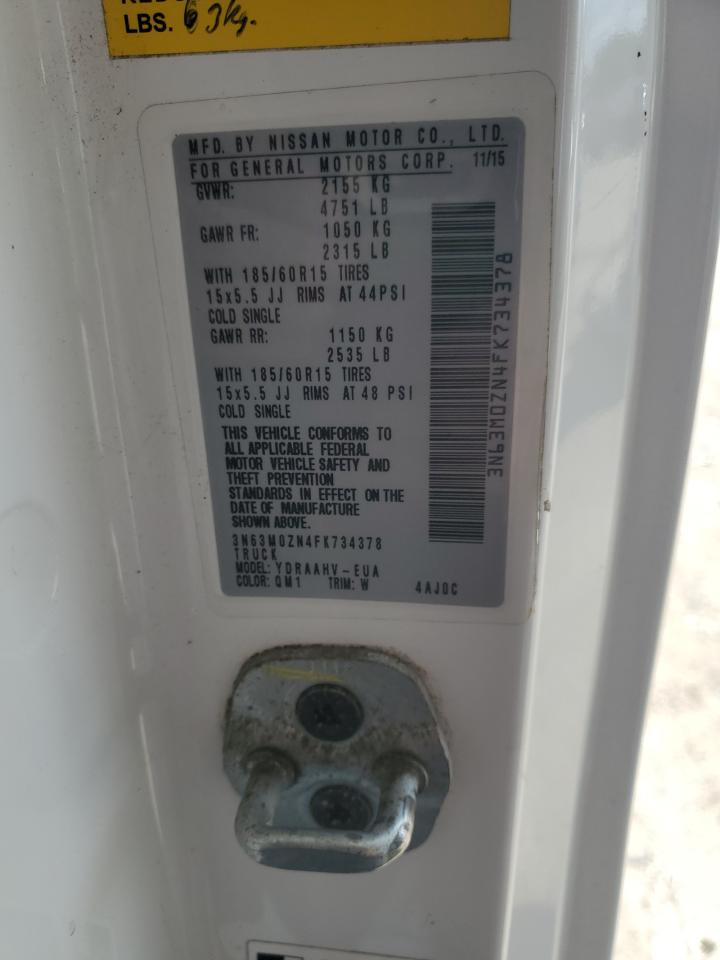 LBS. 63kg.
MFD. BY NISSAN MOTOR CO., LTD.
FOR GENERAL MOTORS CORP. 11/15
GVWR: 2155 KG
4751 LB
GAWR FR: 1050 KG
2315 LB
WITH 185/60R15 TIRES
15x5.5 JJ RIMS AT 44PSI
COLD SINGLE
GAWR RR: 1150 KG
2535 LB
WITH 185/60R15 TIRES
15x5.5 JJ RIMS AT 48 PSI
COLD SINGLE
THIS VEHICLE CONFORMS TO
ALL APPLICABLE FEDERAL
MOTOR VEHICLE SAFETY AND
THEFT PREVENTION
STANDARDS IN EFFECT ON THE
DATE OF MANUFACTURE
SHOWN ABOVE.
3N63M0ZN4FK734378
TRUCK
MODEL: YDRAAHV-EUA
COLOR: QM1 TRIM: W 4AJ0C
3N63M0ZN4FK734378